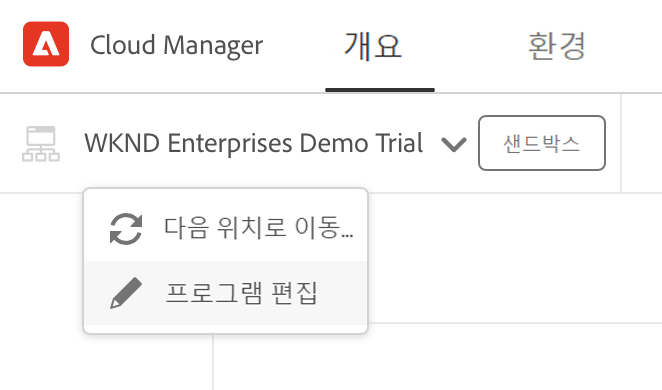 Cloud Manager 개요 환경
WKND Enterprises Demo Trial 샌드박스
다음 위치로 이동...
프로그램 편집